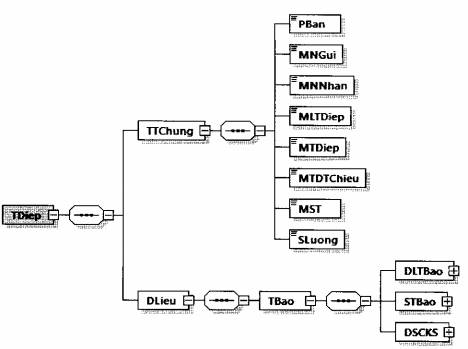 PBan
MNGui
MNNhan
MLTDiep
TTChung
MTDiep
MTDTChieu
MST
TDiep
SLuong
DLTBao
DLieu
TBao
STBao
DSCKS